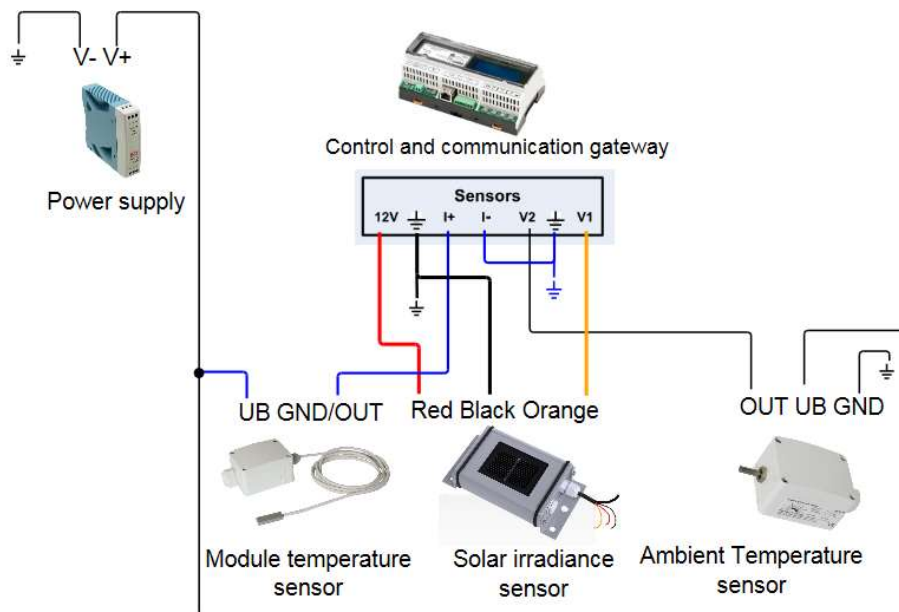 V- V+
Power supply
Control and communication gateway
Sensors
12V I+ I- V2 V1
UB GND/OUT
Red Black Orange
OUT UB GND
Module temperature
sensor
Solar irradiance
sensor
Ambient Temperature
sensor